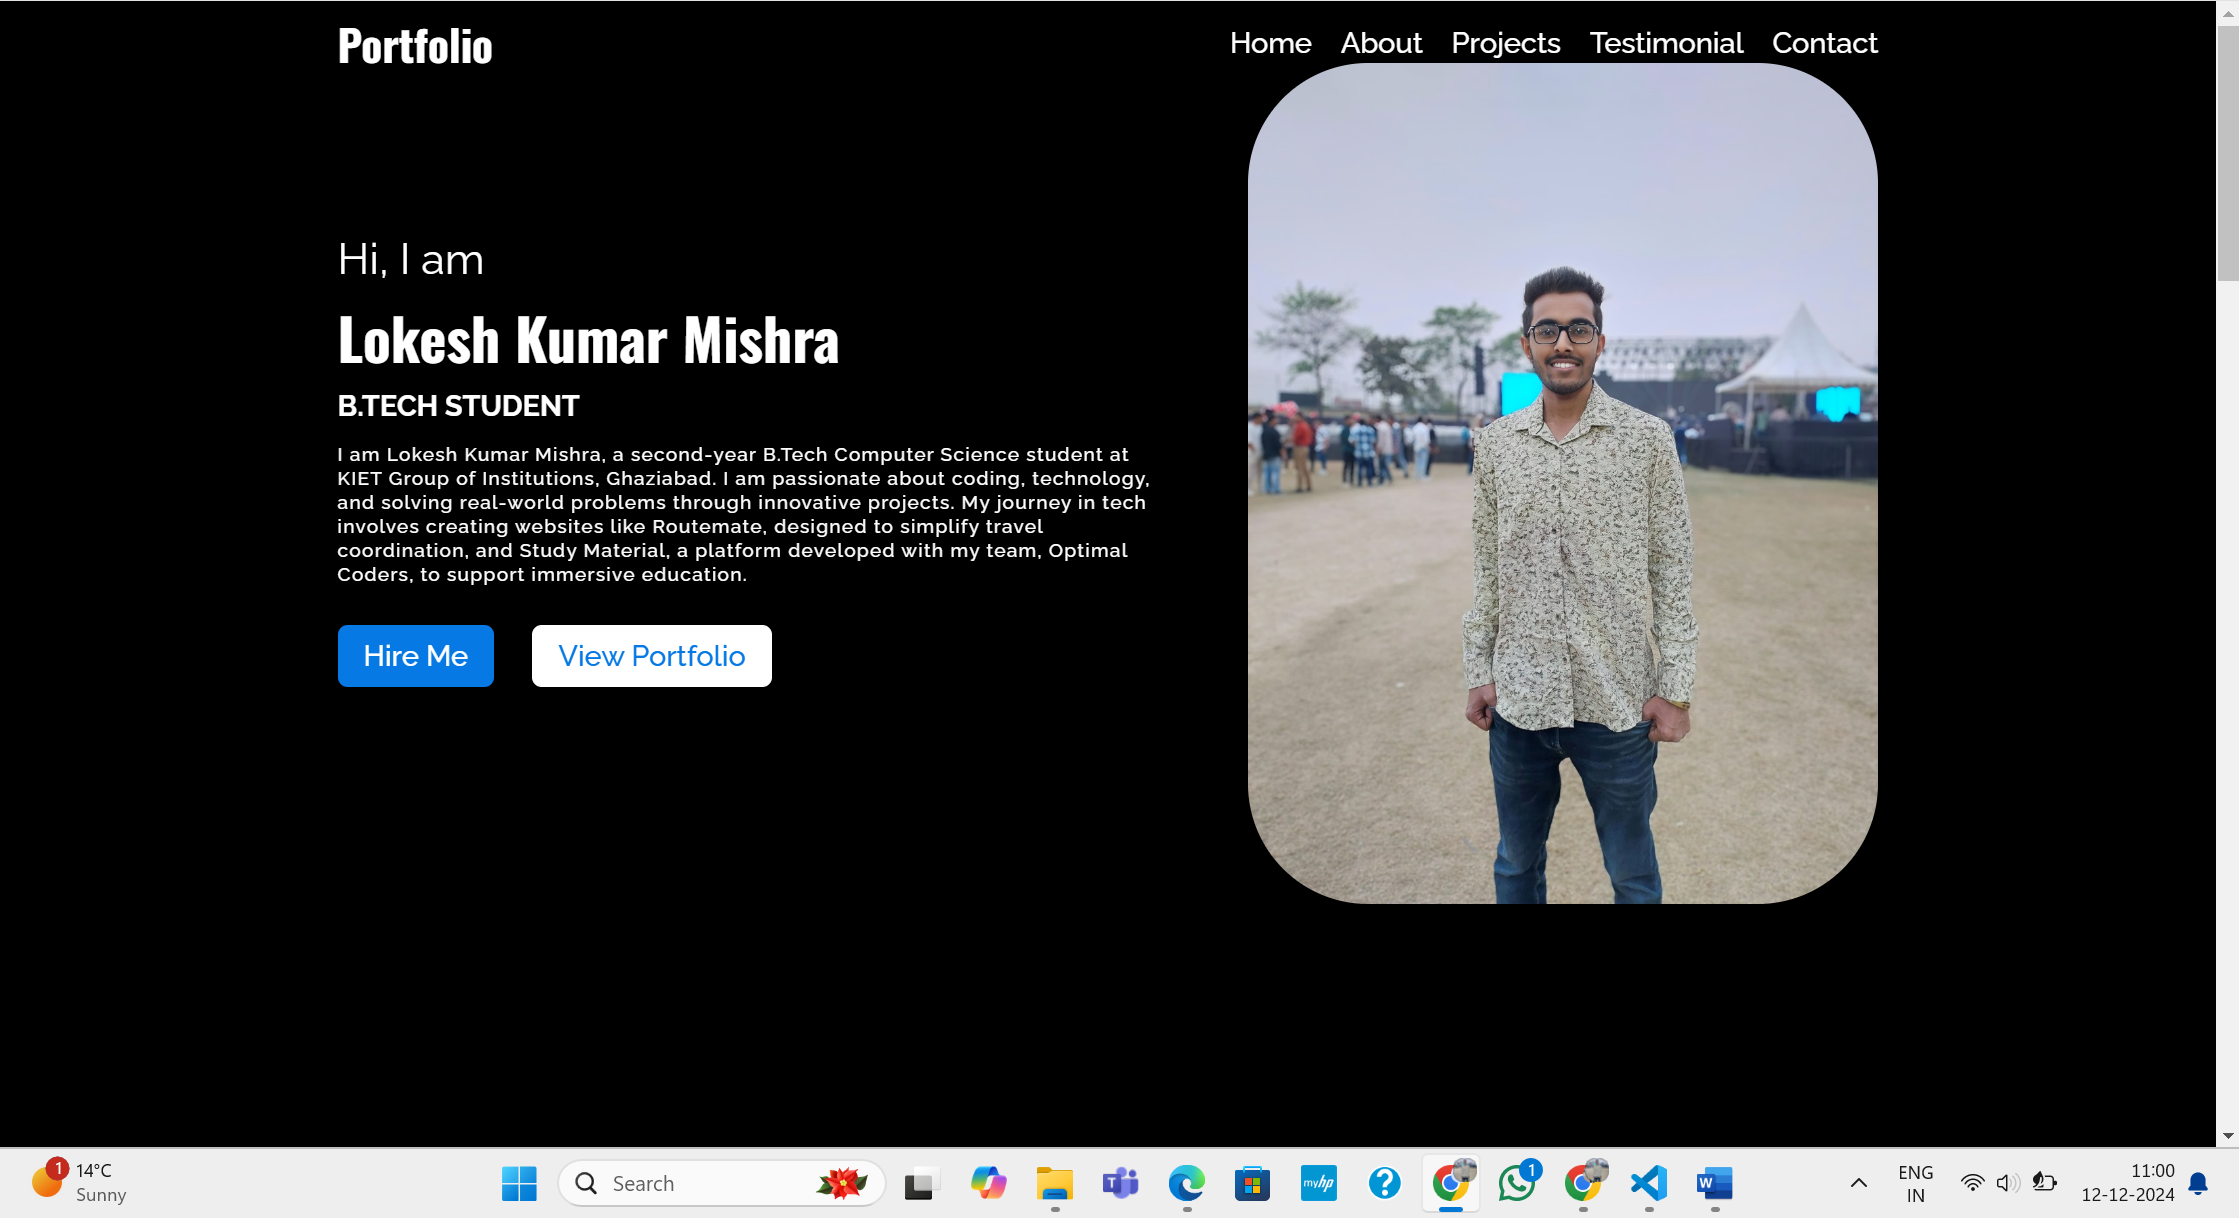 Portfolio
Home About Projects Testimonial Contact
Hi, I am
Lokesh Kumar Mishra
B.TECH STUDENT
I am Lokesh Kumar Mishra, a second-year B.Tech Computer Science student at
KIET Group of Institutions, Ghaziabad. I am passionate about coding, technology,
and solving real-world problems through innovative projects. My journey in tech
involves creating websites like Routemate, designed to simplify travel
coordination, and Study Material, a platform developed with my team, Optimal
Coders, to support immersive education.
Hire Me View Portfolio
1
14°C
Sunny
Search
T
myhp
?
1
W
ENG
IN
11:00
12-12-2024